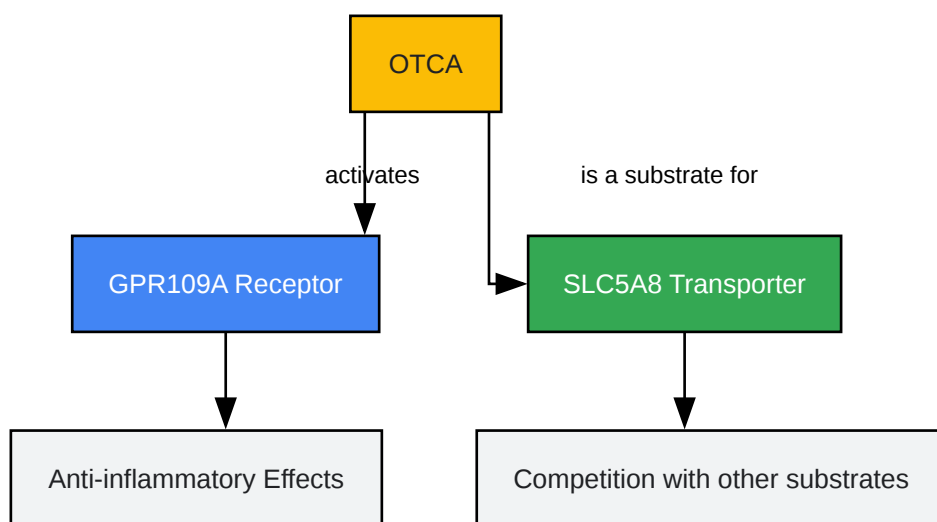 OTCA
activates
is a substrate for
GPR109A Receptor
SLC5A8 Transporter
Anti-inflammatory Effects
Competition with other substrates